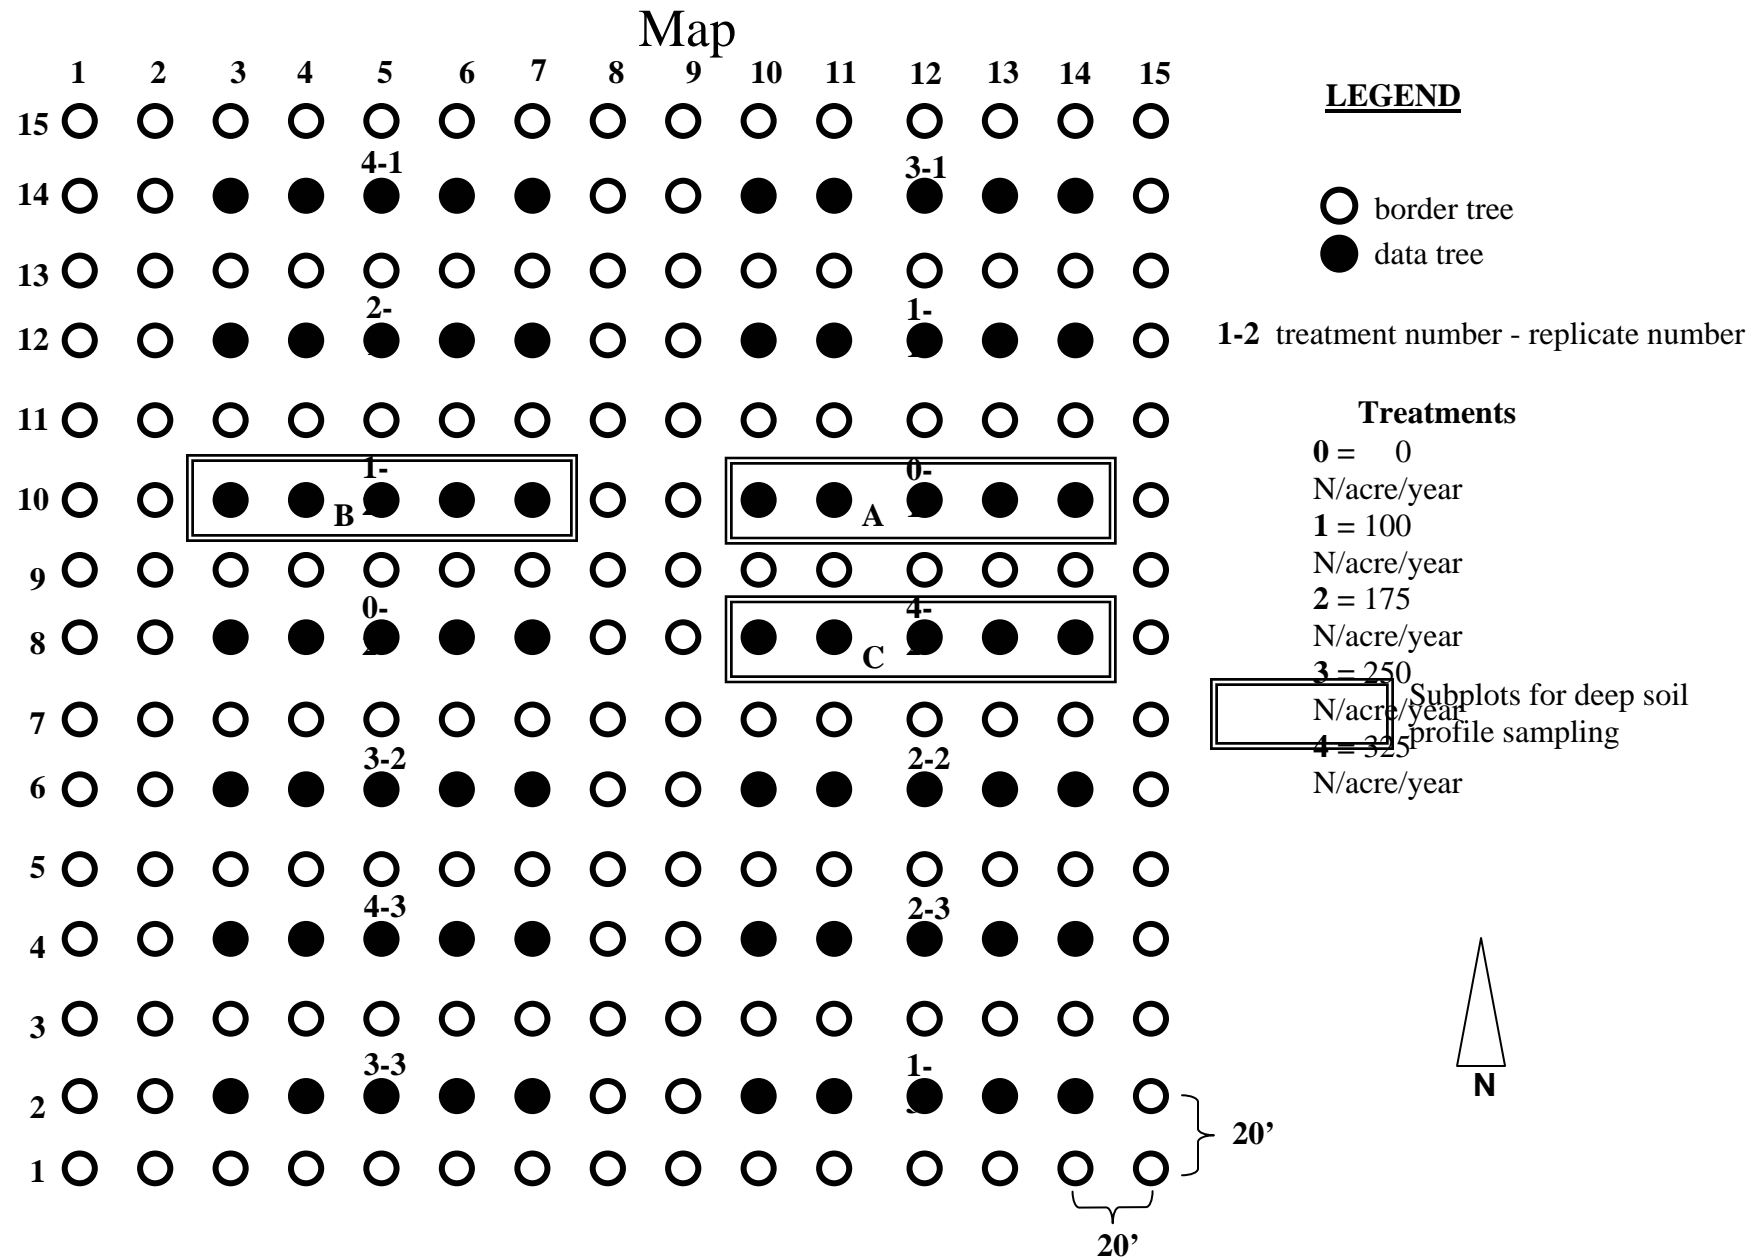 Map
1 2 3 4 5 6 7 8 9 10 11 12 13 14 15
LEGEND
15
4-1 3-1
14
border tree
data tree
13
2- 1-
12
1-2 treatment number - replicate number
11
Treatments
0 = 0
N/acre/year
1 = 100
N/acre/year
2 = 175
N/acre/year
3 = 250
N/acre/year
4 = 325
N/acre/year
1- 0-
10
B A
9
0- 4-
8
C
Subplots for deep soil
profile sampling
7
3-2 2-2
6
5
4-3 2-3
4
3
3-3 1-
2
N
20’
1
20’